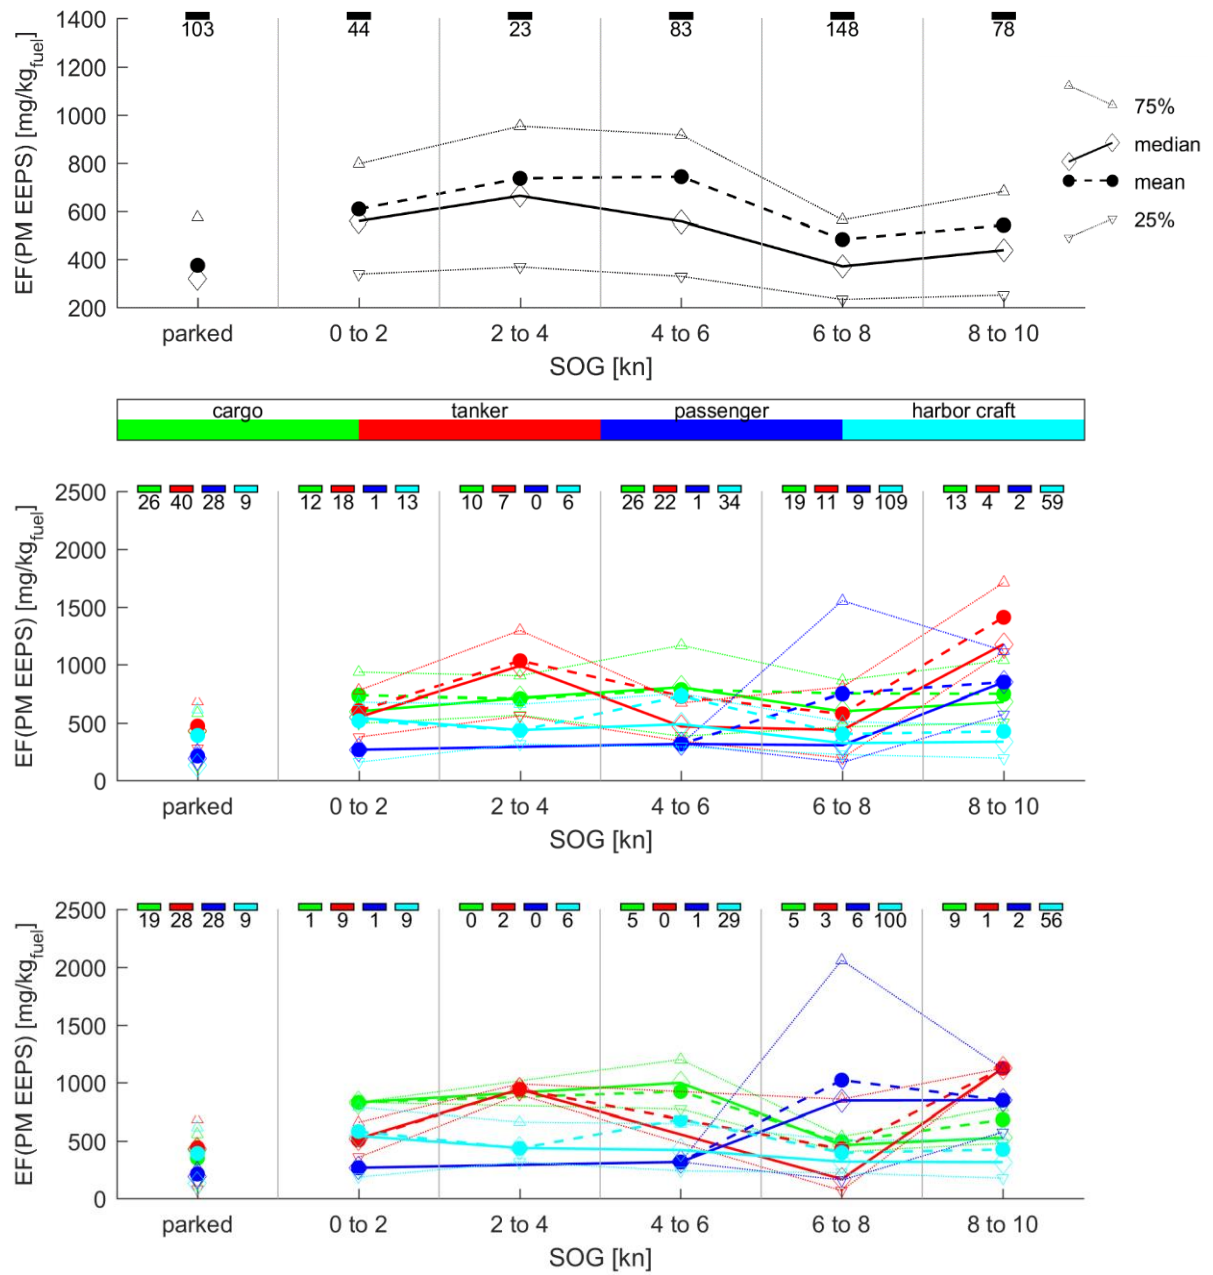 1400
103 44 23 83 148 78
1200
1000
800
600
400
200
EF(PM EEPS) [mg/kg_fuel]
75%
median
mean
25%
parked 0 to 2 2 to 4 4 to 6 6 to 8 8 to 10
SOG [kn]
cargo tanker passenger harbor craft
2500
26 40 28 9 12 18 1 13 10 7 0 6 26 22 1 34 19 11 9 109 13 4 2 59
2000
1500
1000
500
0
EF(PM EEPS) [mg/kg_fuel]
parked 0 to 2 2 to 4 4 to 6 6 to 8 8 to 10
SOG [kn]
2500
19 28 28 9 1 9 1 9 0 2 0 6 5 0 1 29 5 3 6 100 9 1 2 56
2000
1500
1000
500
0
EF(PM EEPS) [mg/kg_fuel]
parked 0 to 2 2 to 4 4 to 6 6 to 8 8 to 10
SOG [kn]